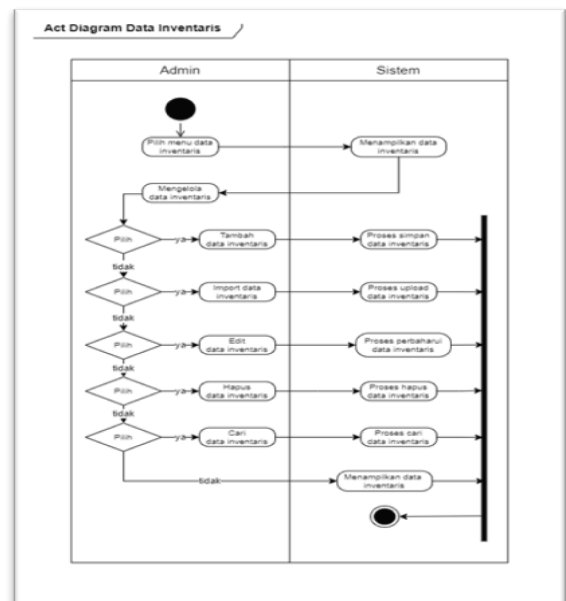 Act Diagram Data Inventaris
Admin
Sistem
Pilih menu data
inventaris
Menampilkan data
inventaris
Mengelola
data inventaris
Pilih
ya
Tambah
data inventaris
Proses simpan
data inventaris
tidak
Pilih
ya
Import data
inventaris
Proses upload
data inventaris
tidak
Pilih
ya
Edit
data inventaris
Proses perbaharui
data inventaris
tidak
Pilih
ya
Hapus
data inventaris
Proses hapus
data inventaris
tidak
Pilih
ya
Cari
data inventaris
Proses cari
data inventaris
tidak
Menampilkan data
inventaris